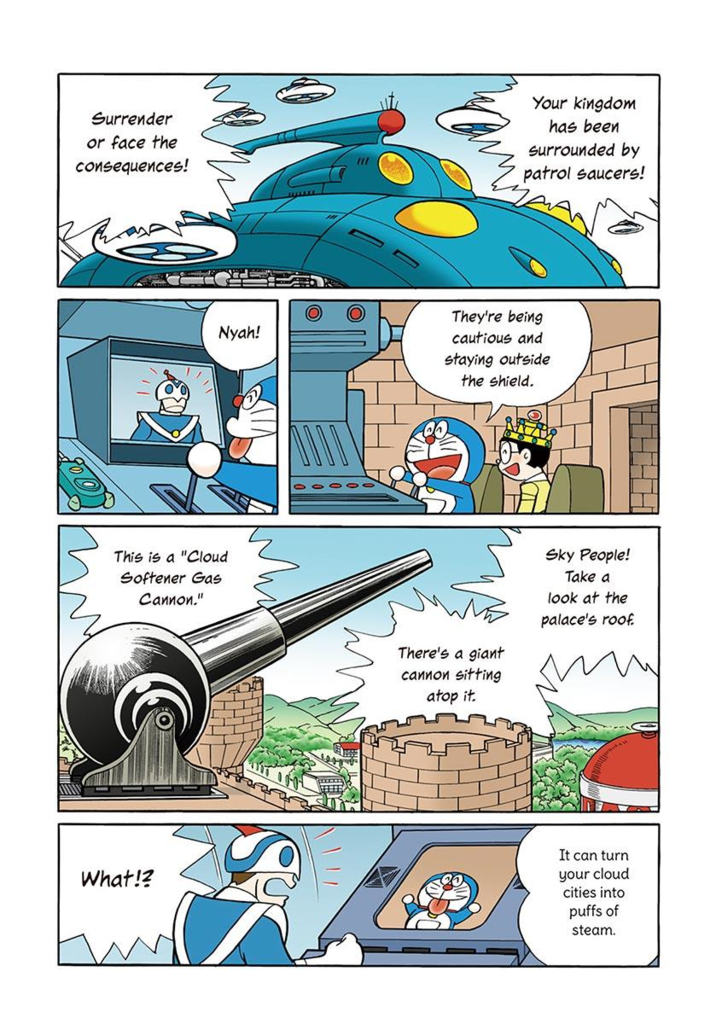 Surrender
or face the
consequences!
Your kingdom
has been
surrounded by
patrol saucers!
Nyah!
They're being
cautious and
staying outside
the shield.
This is a "Cloud
Softener Gas
Cannon."
There's a giant
cannon sitting
atop it.
Sky People!
Take a
look at the
palace's roof.
What!?
It can turn
your cloud
cities into
puffs of
steam.